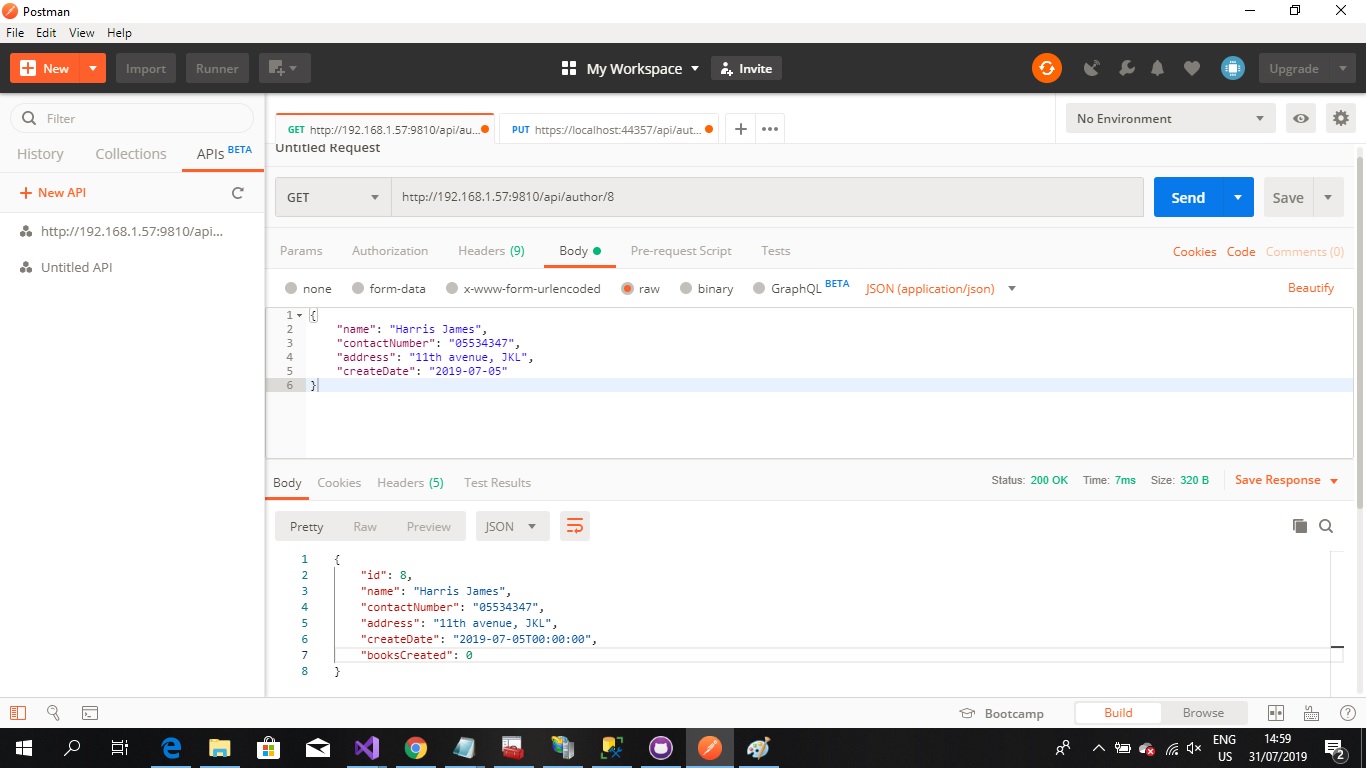 Postman
File Edit View Help
New Import Runner My Workspace Invite Upgrade
Filter
History Collections APIs BETA
New API
http://192.168.1.57:9810/api...
Untitled API
GET http://192.168.1.57:9810/api/au... PUT https://localhost:44357/api/aut... No Environment
Untitled Request
GET http://192.168.1.57:9810/api/author/8 Send Save
Params Authorization Headers (9) Body Pre-request Script Tests Cookies Code Comments (0)
none form-data x-www-form-urlencoded raw binary GraphQL BETA JSON (application/json) Beautify
1 {
2 "name": "Harris James",
3 "contactNumber": "05534347",
4 "address": "11th avenue, JKL",
5 "createDate": "2019-07-05"
6 }
Body Cookies Headers (5) Test Results Status: 200 OK Time: 7ms Size: 320 B Save Response
Pretty Raw Preview JSON
1 {
2 "id": 8,
3 "name": "Harris James",
4 "contactNumber": "05534347",
5 "address": "11th avenue, JKL",
6 "createDate": "2019-07-05T00:00:00",
7 "booksCreated": 0
8 }
Bootcamp Build Browse
ENG 14:59
US 31/07/2019 2